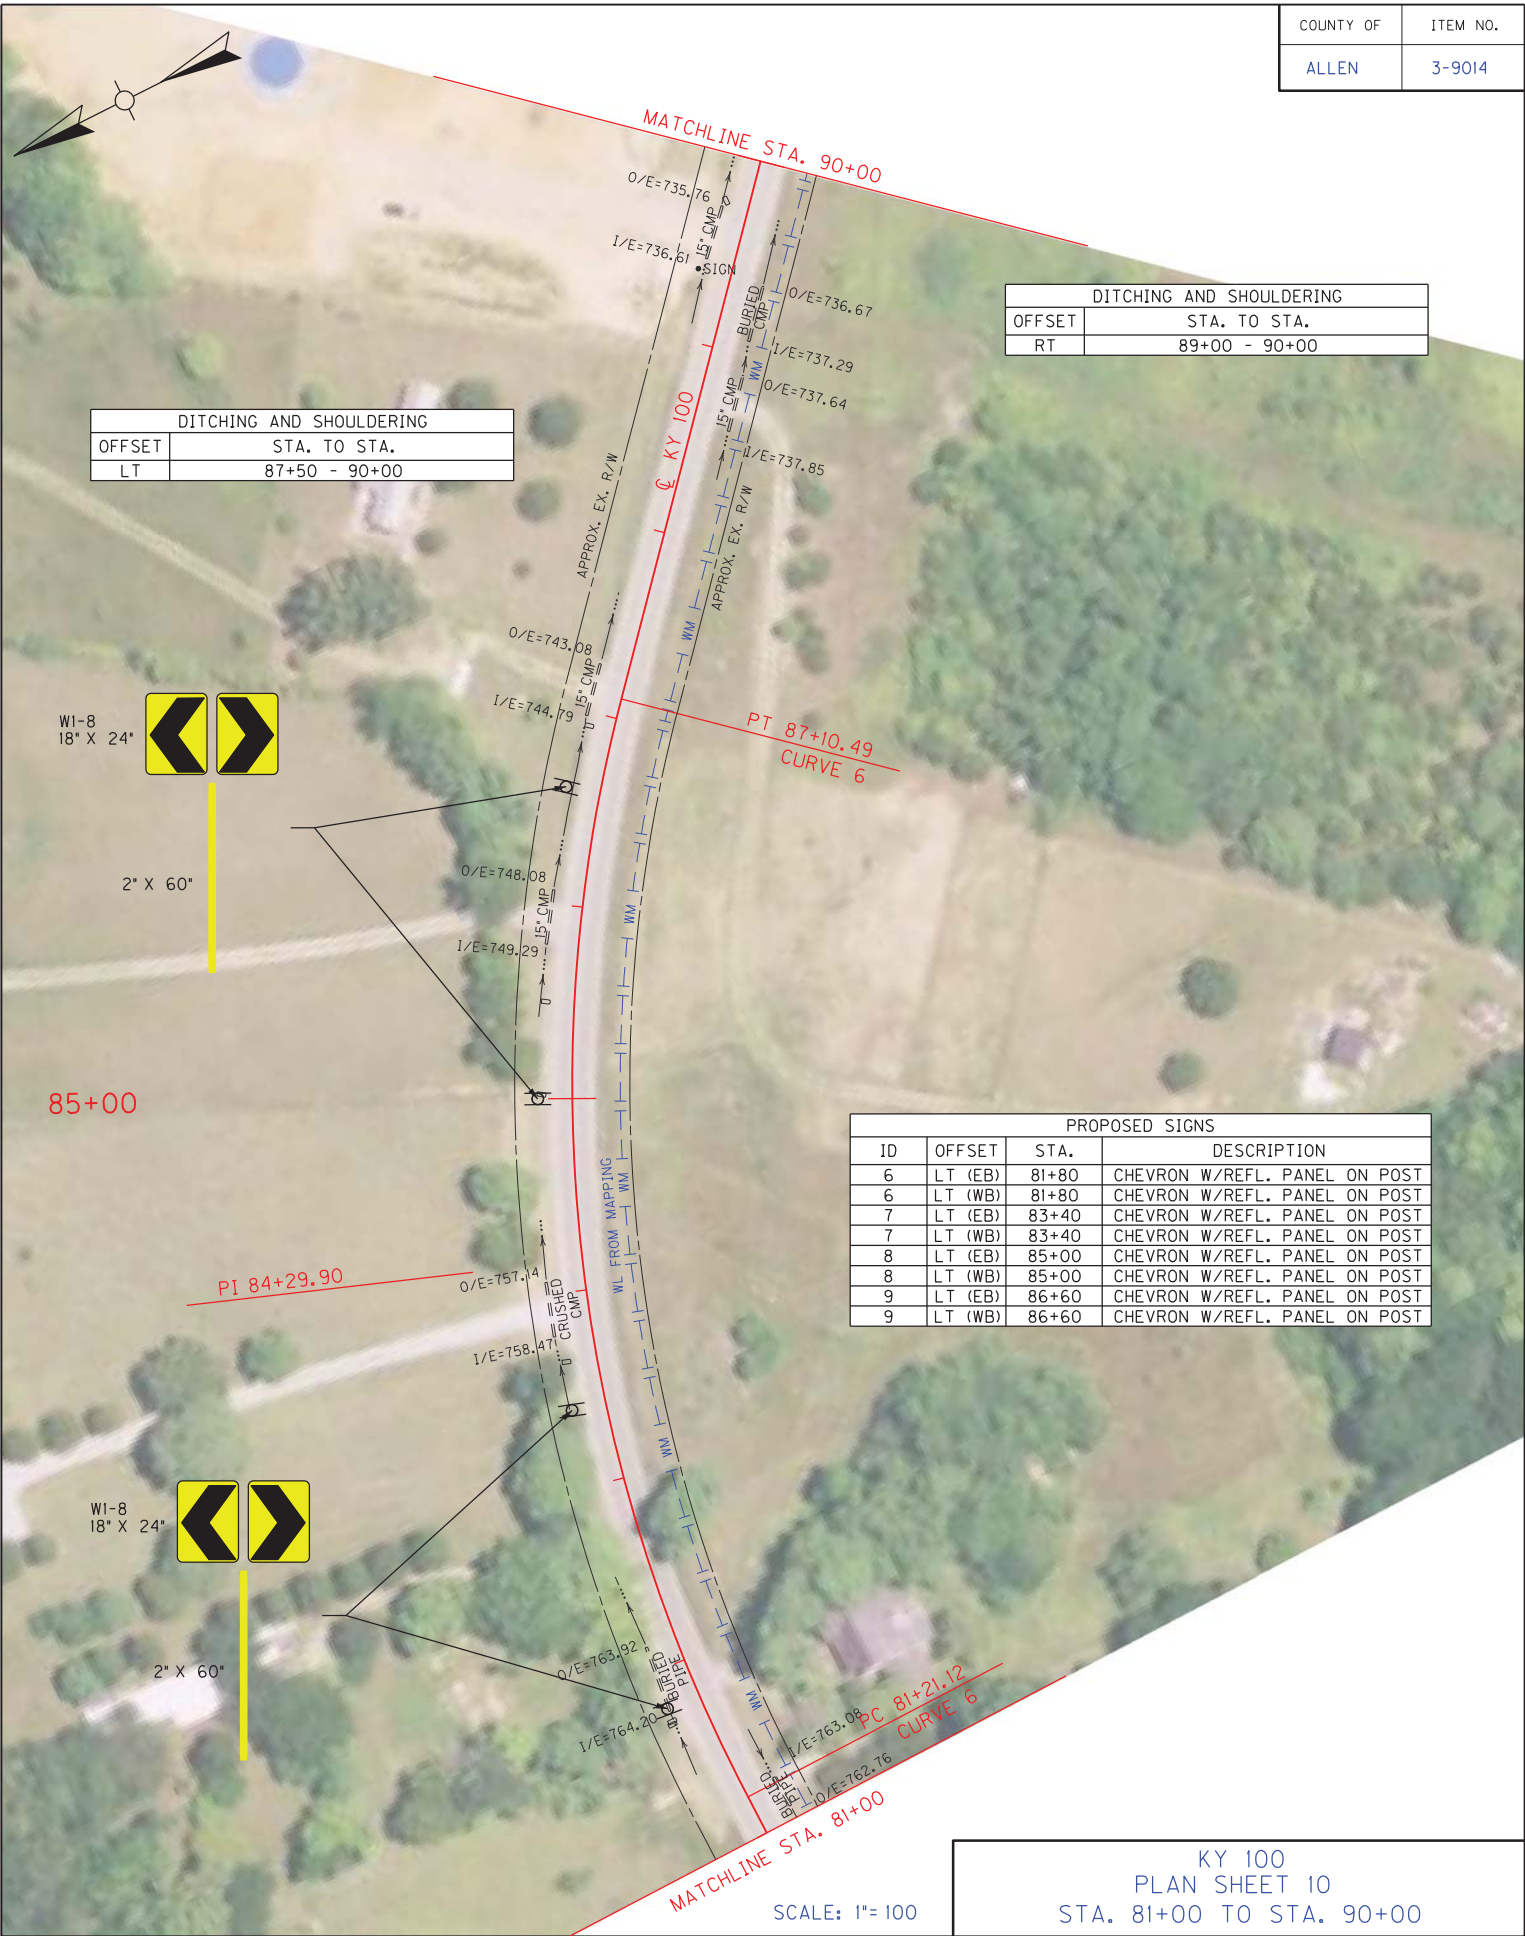 COUNTY OF ITEM NO.
ALLEN 3-9014
MATCHLINE STA. 90+00
O/E=735.76
15" CMP
I/E=736.61
SIGN
BURIED
CMP
O/E=736.67
I/E=737.29
WM
O/E=737.64
15" CMP
I/E=737.85
DITCHING AND SHOULDERING
OFFSET STA. TO STA.
RT 89+00 - 90+00
DITCHING AND SHOULDERING
OFFSET STA. TO STA.
LT 87+50 - 90+00
℄ KY 100
APPROX. EX. R/W
APPROX. EX. R/W
WM
O/E=743.08
15" CMP
I/E=744.79
W1-8
18" X 24"
PT 87+10.49
CURVE 6
2" X 60"
O/E=748.08
15" CMP
I/E=749.29
WM
85+00
PROPOSED SIGNS
ID OFFSET STA. DESCRIPTION
6 LT (EB) 81+80 CHEVRON W/REFL. PANEL ON POST
6 LT (WB) 81+80 CHEVRON W/REFL. PANEL ON POST
7 LT (EB) 83+40 CHEVRON W/REFL. PANEL ON POST
7 LT (WB) 83+40 CHEVRON W/REFL. PANEL ON POST
8 LT (EB) 85+00 CHEVRON W/REFL. PANEL ON POST
8 LT (WB) 85+00 CHEVRON W/REFL. PANEL ON POST
9 LT (EB) 86+60 CHEVRON W/REFL. PANEL ON POST
9 LT (WB) 86+60 CHEVRON W/REFL. PANEL ON POST
WL FROM MAPPING
WM
PI 84+29.90
O/E=757.14
CRUSHED
CMP
I/E=758.47
WM
W1-8
18" X 24"
2" X 60"
O/E=763.92
BURIED
PIPE
I/E=764.20
WM
I/E=763.08
PC 81+21.12
CURVE 6
BURIED
PIPE
O/E=762.76
MATCHLINE STA. 81+00
SCALE: 1"= 100
KY 100
PLAN SHEET 10
STA. 81+00 TO STA. 90+00